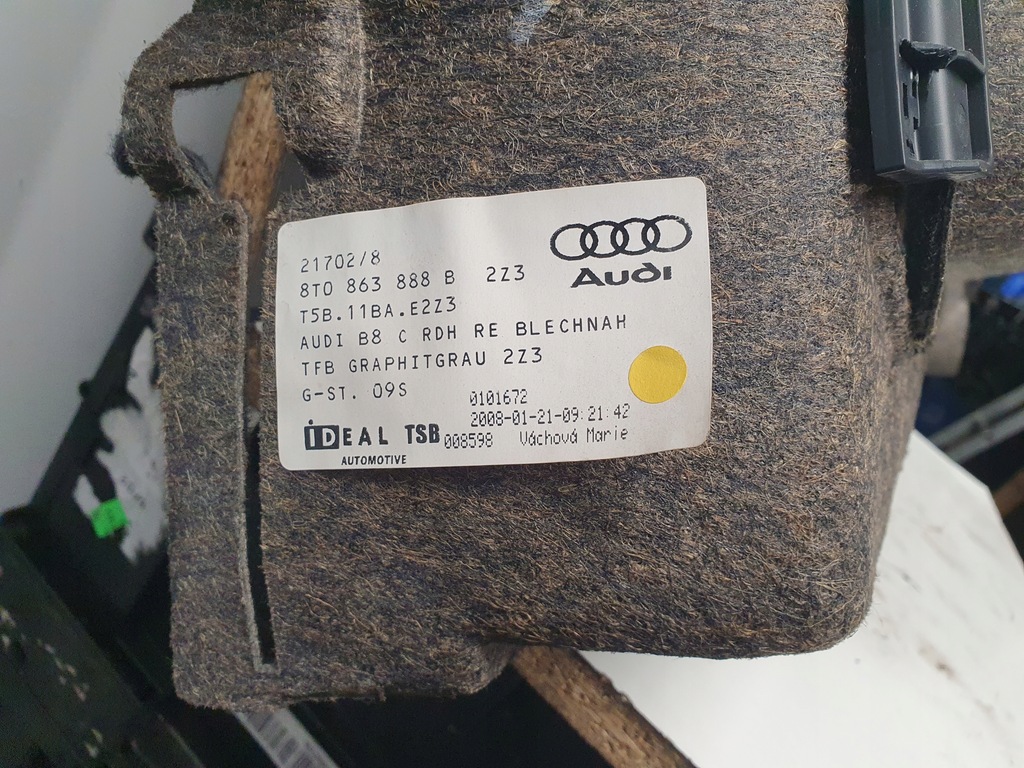 21702/8
8T0 863 888 B 2Z3
T5B.11BA.E2Z3
AUDI B8 C RDH RE BLECHNAH
TFB GRAPHITGRAU 2Z3
G-ST. 09S
Audi
0101672
2008-01-21-09:21:42
008598 Váchová Marie
IDEAL TSB
AUTOMOTIVE